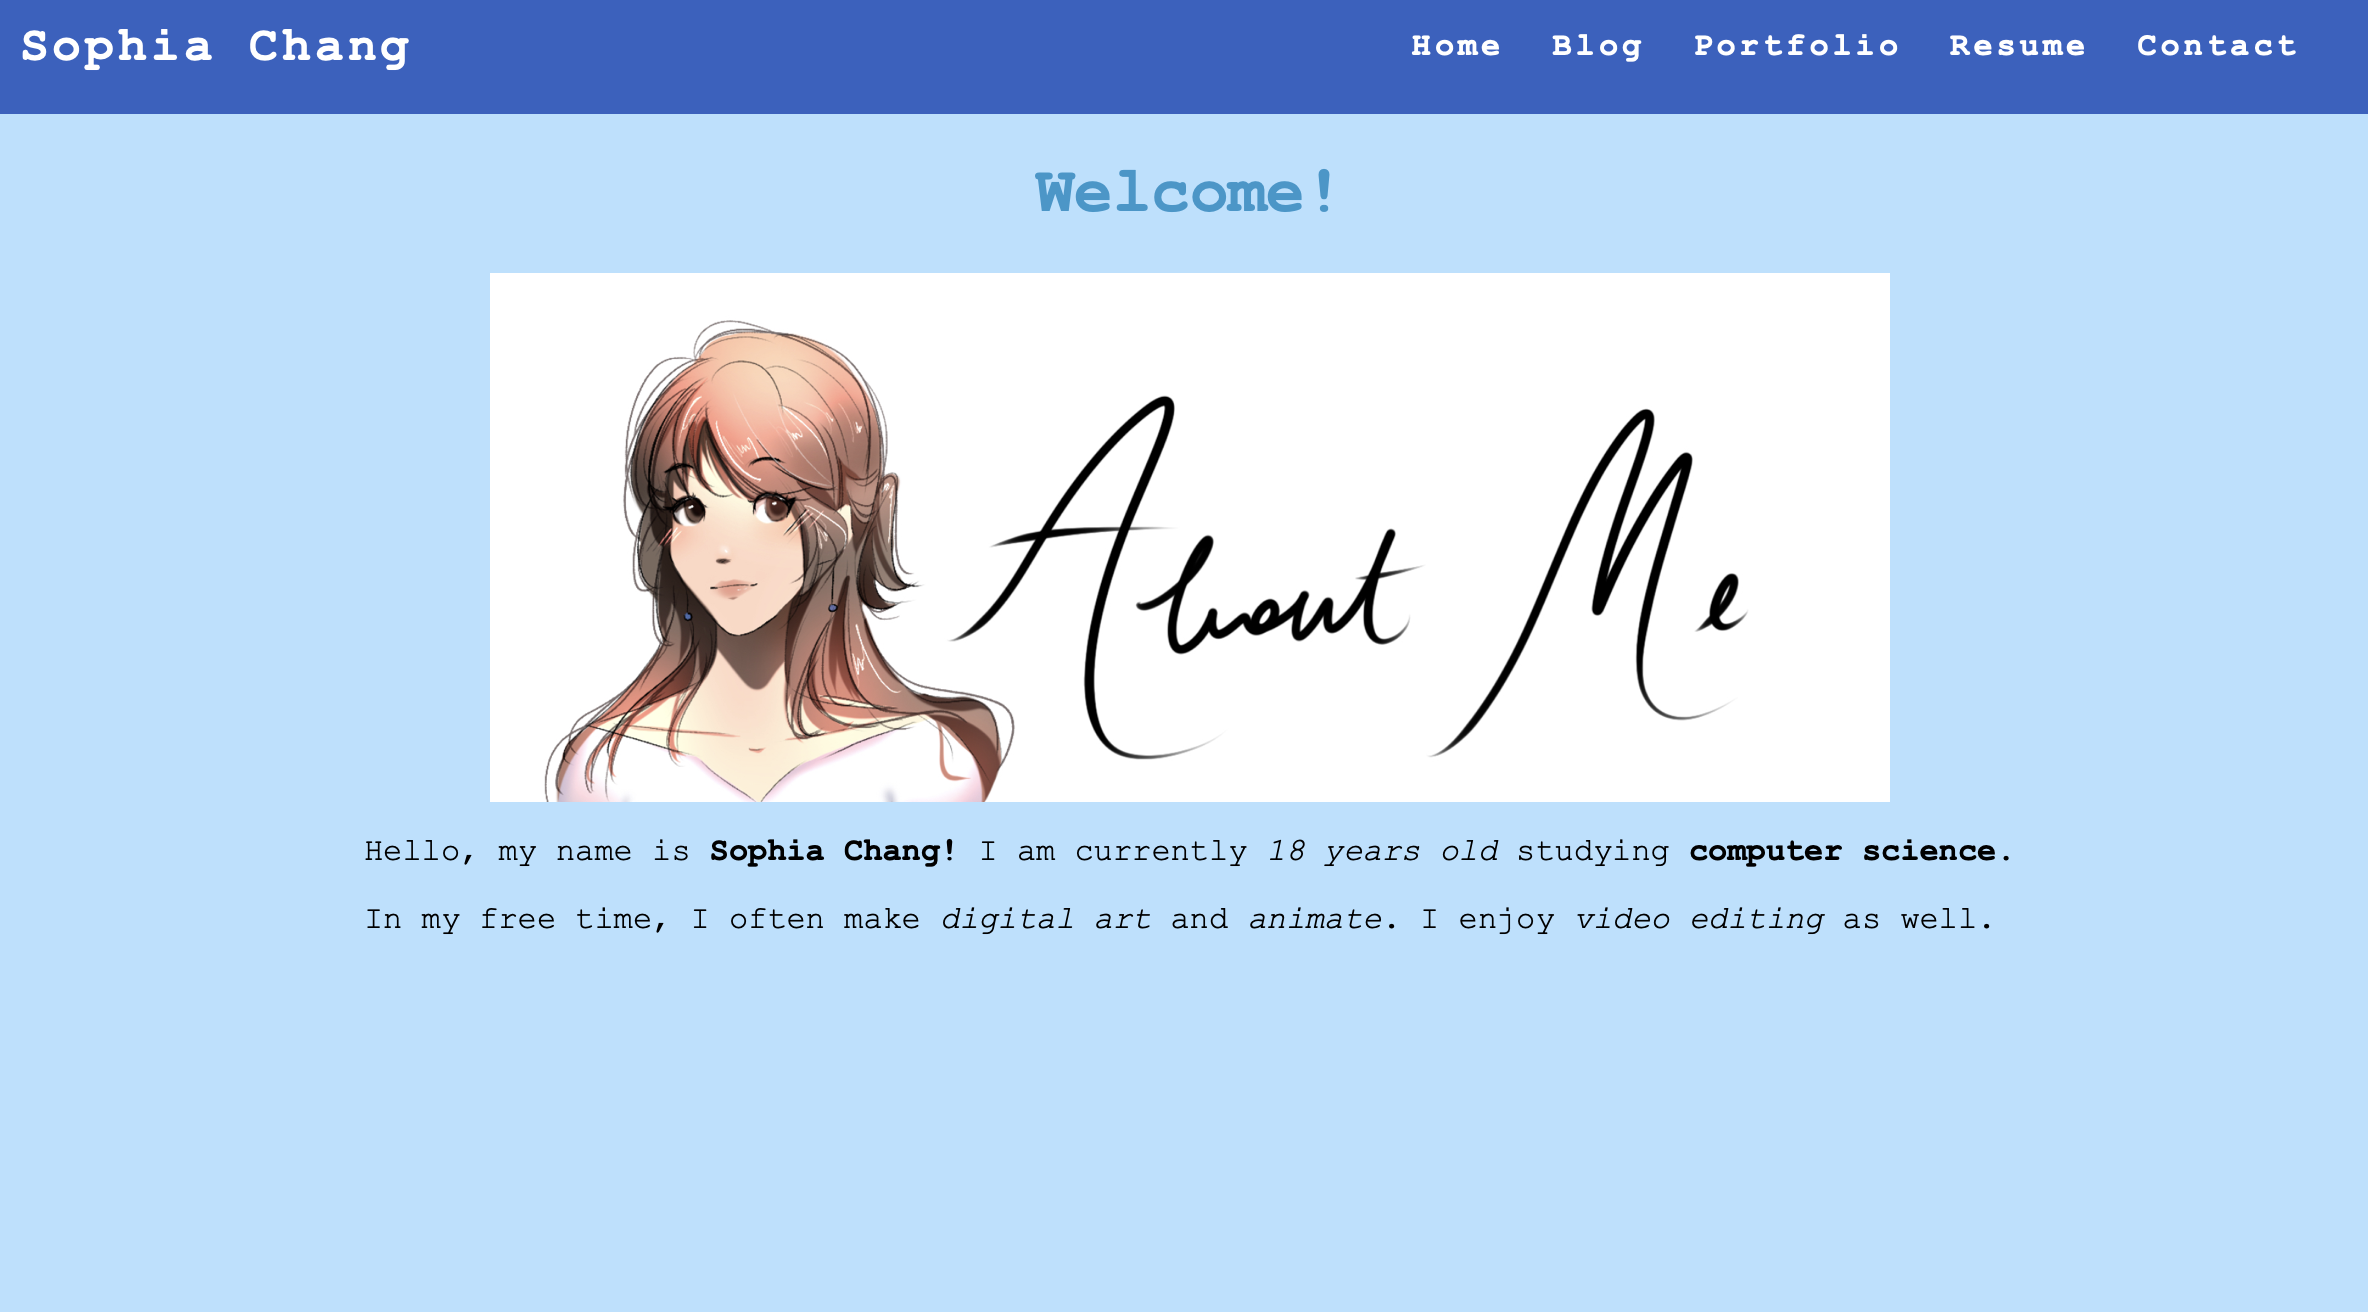 Sophia Chang
Home Blog Portfolio Resume Contact
Welcome!
About Me
Hello, my name is Sophia Chang! I am currently 18 years old studying computer science.
In my free time, I often make digital art and animate. I enjoy video editing as well.